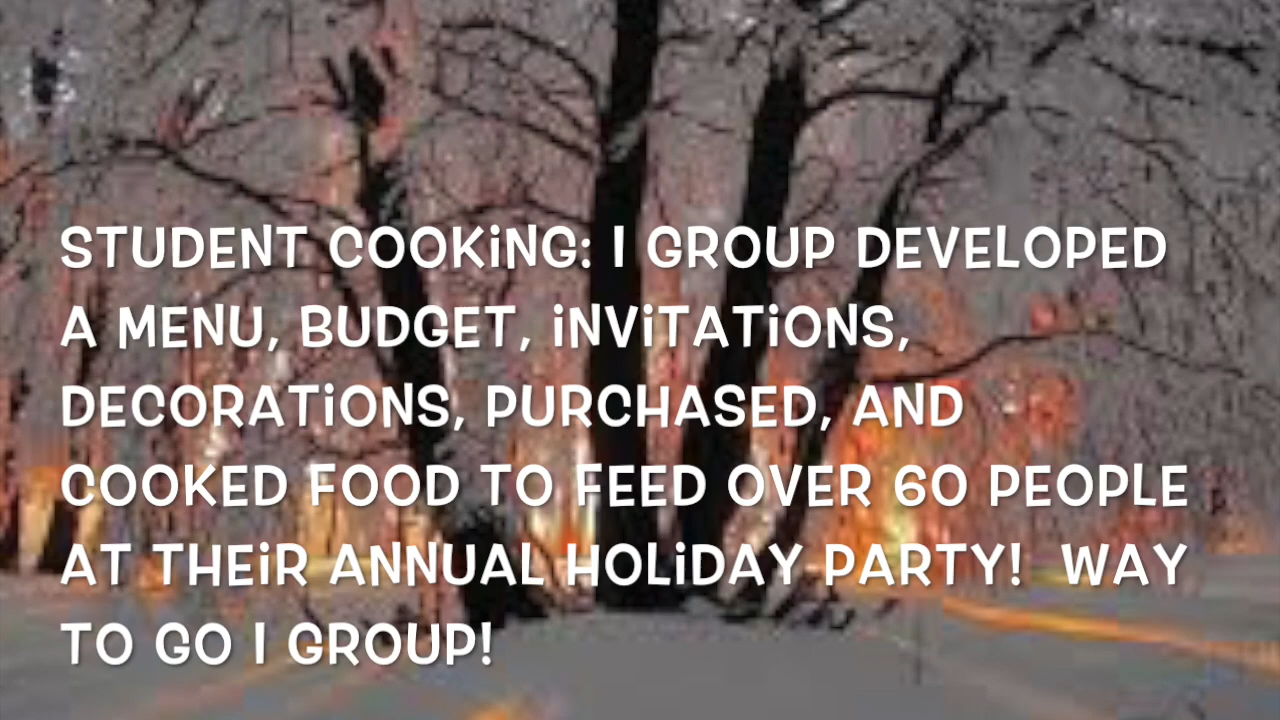 STUDENT COOKiNG: I GROUP DEVELOPED
A MENU, BUDGET, iNViTATiONS,
DECORATiONS, PURCHASED, AND
COOKED FOOD TO FEED OVER 60 PEOPLE
AT THEiR ANNUAL HOLiDAY PARTY!  WAY
TO GO I GROUP!